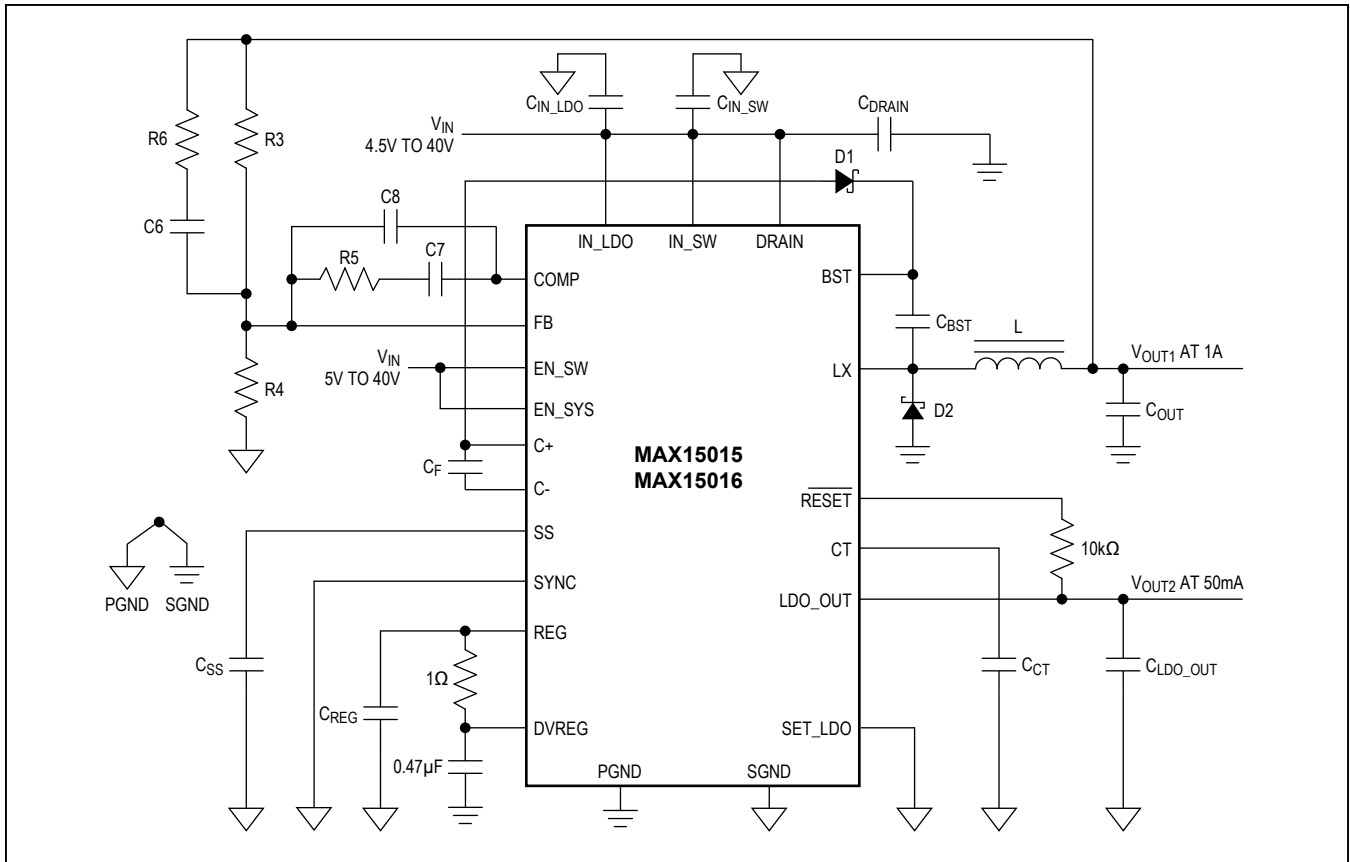 C_IN_LDO
C_IN_SW
C_DRAIN
V_IN
4.5V TO 40V
R6
R3
D1
C8
C6
IN_LDO
IN_SW
DRAIN
R5
C7
COMP
BST
FB
C_BST
L
V_IN
5V TO 40V
EN_SW
LX
V_OUT1 AT 1A
R4
EN_SYS
D2
C_OUT
C+
MAX15015
C_F
MAX15016
C-
RESET
SS
CT
10kΩ
PGND
SGND
SYNC
LDO_OUT
V_OUT2 AT 50mA
REG
C_SS
1Ω
C_CT
C_LDO_OUT
C_REG
DVREG
SET_LDO
0.47µF
PGND
SGND